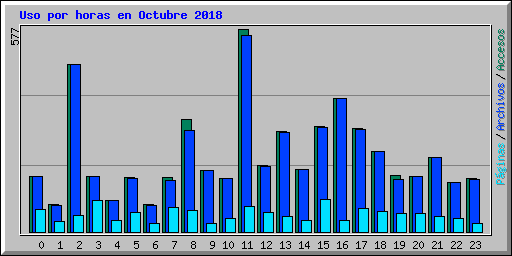 Uso por horas en Octubre 2018
577
Páginas / Archivos / Accesos
0 1 2 3 4 5 6 7 8 9 10 11 12 13 14 15 16 17 18 19 20 21 22 23